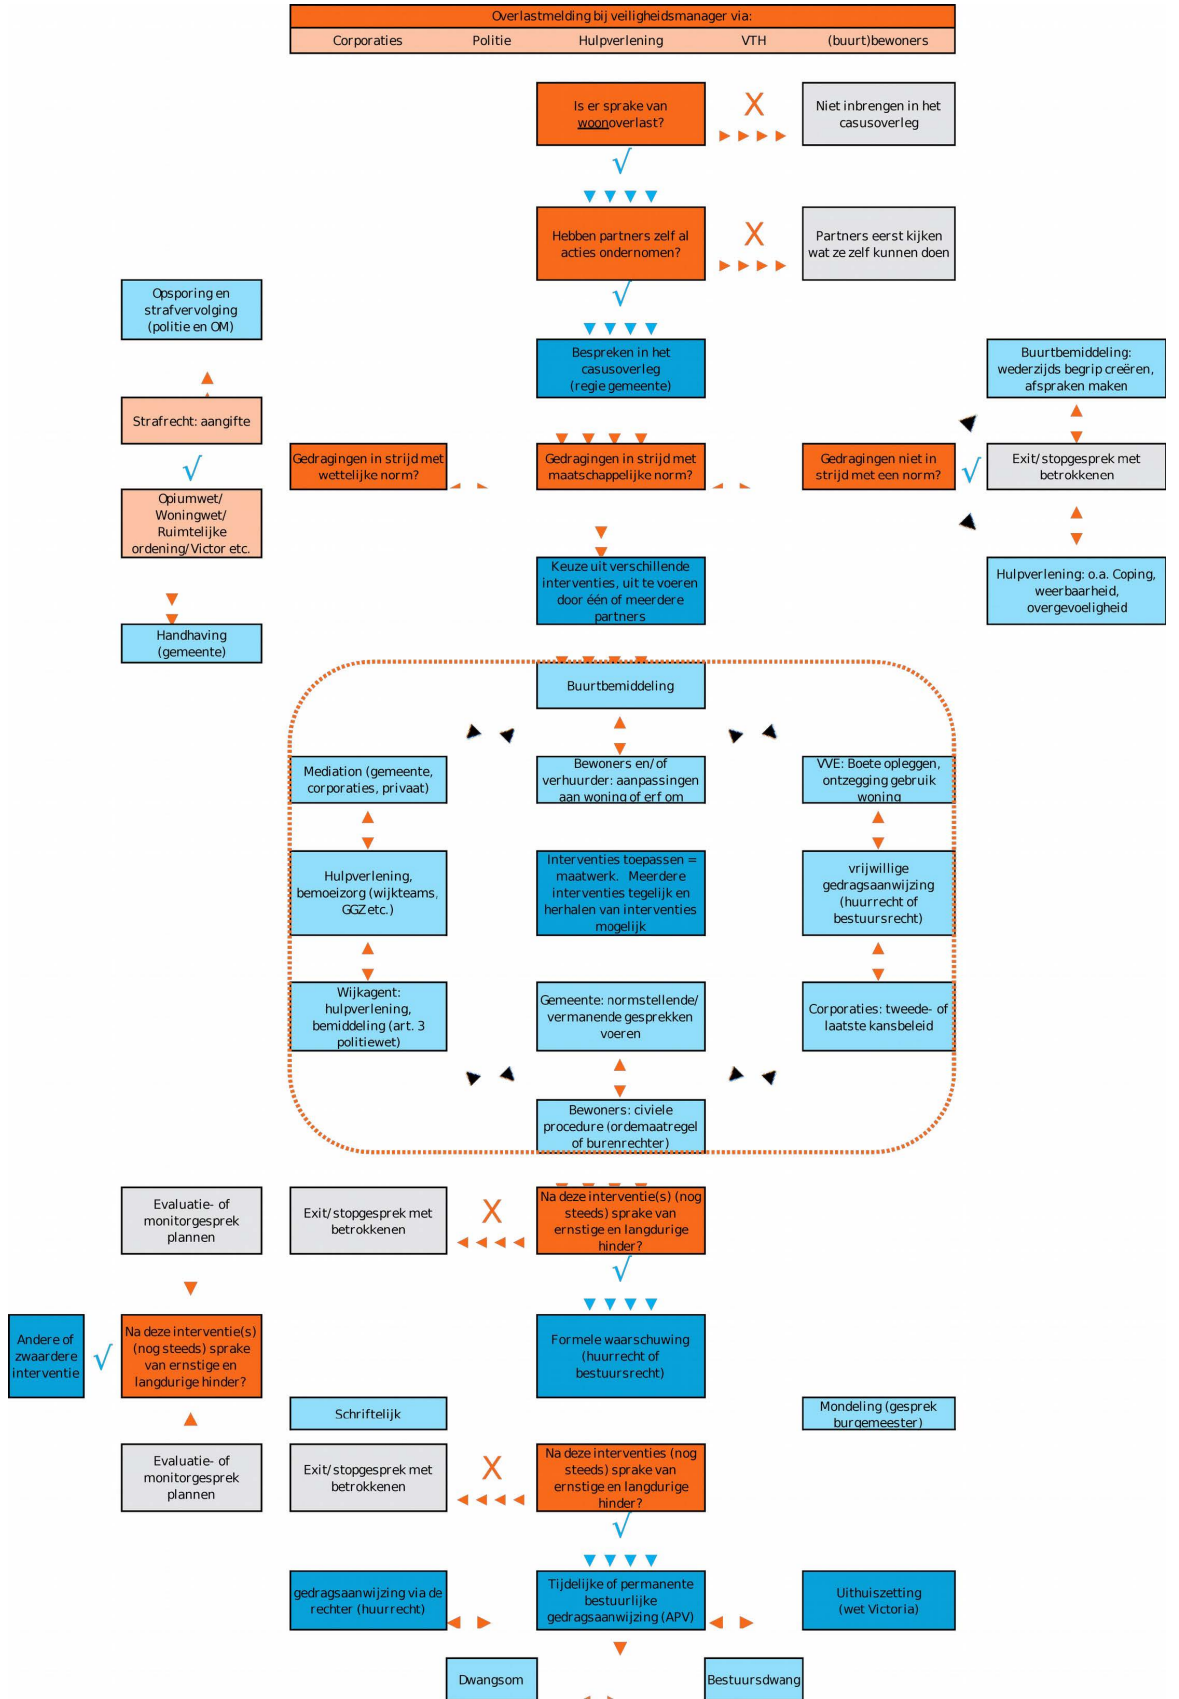 Overlastmelding bij veiligheidsmanager via:
Corporaties Politie Hulpverlening VTH (buurt)bewoners
Is er sprake van
woonoverlast?
X
Niet inbrengen in het
casusoverleg
√
Hebben partners zelf al
acties ondernomen?
X
Partners eerst kijken
wat ze zelf kunnen doen
√
Opsporing en
strafvervolging
(politie en OM)
Bespreken in het
casusoverleg
(regie gemeente)
Buurtbemiddeling:
wederzijds begrip creëren,
afspraken maken
Strafrecht: aangifte
√
Opiumwet/
Woningwet/
Ruimtelijke
ordening/Victor etc.
Handhaving
(gemeente)
Gedragingen in strijd met
wettelijke norm?
Gedragingen in strijd met
maatschappelijke norm?
Gedragingen niet in
strijd met een norm?
√
Exit/stopgesprek met
betrokkenen
Hulpverlening: o.a. Coping,
weerbaarheid,
overgevoeligheid
Keuze uit verschillende
interventies, uit te voeren
door één of meerdere
partners
Buurtbemiddeling
Mediation (gemeente,
corporaties, privaat)
Bewoners en/of
verhuurder: aanpassingen
aan woning of erf om
VVE: Boete opleggen,
ontzegging gebruik
woning
Hulpverlening,
bemoeizorg (wijkteams,
GGZ etc.)
Interventies toepassen =
maatwerk. Meerdere
interventies tegelijk en
herhalen van interventies
mogelijk
vrijwillige
gedragsaanwijzing
(huurrecht of
bestuursrecht)
Wijkagent:
hulpverlening,
bemiddeling (art. 3
politiewet)
Gemeente: normstellende/
vermanende gesprekken
voeren
Corporaties: tweede- of
laatste kansbeleid
Bewoners: civiele
procedure (ordemaatregel
of burenrechter)
Evaluatie- of
monitorgesprek
plannen
Exit/stopgesprek met
betrokkenen
X
Na deze interventie(s) (nog
steeds) sprake van
ernstige en langdurige
hinder?
√
Andere of
zwaardere
interventie
√
Na deze interventie(s)
(nog steeds) sprake
van ernstige en
langdurige hinder?
Formele waarschuwing
(huurrecht of
bestuursrecht)
Schriftelijk
Mondeling (gesprek
burgemeester)
Evaluatie- of
monitorgesprek
plannen
Exit/stopgesprek met
betrokkenen
X
Na deze interventies (nog
steeds) sprake van
ernstige en langdurige
hinder?
√
gedragsaanwijzing via de
rechter (huurrecht)
Tijdelijke of permanente
bestuurlijke
gedragsaanwijzing (APV)
Uithuiszetting
(wet Victoria)
Dwangsom
Bestuursdwang